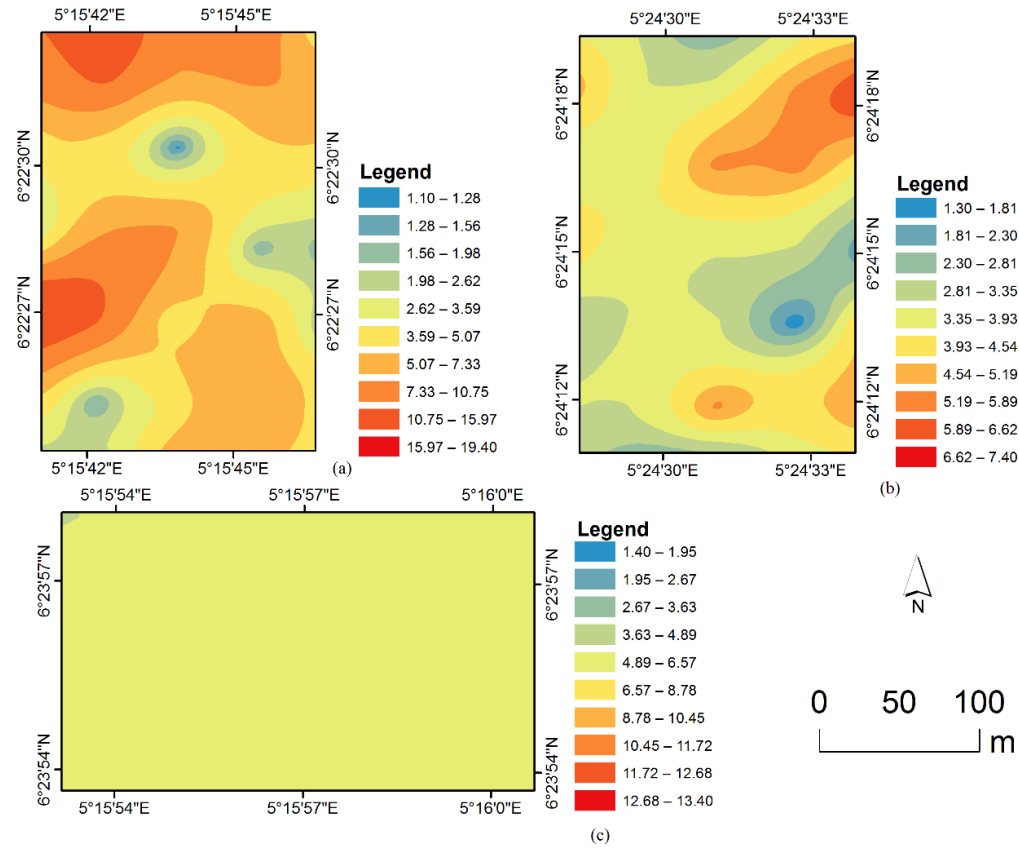 5°15'42"E
5°15'45"E
6°22'30"N
6°22'30"N
6°22'27"N
6°22'27"N
5°15'42"E
5°15'45"E
(a)
Legend
1.10 – 1.28
1.28 – 1.56
1.56 – 1.98
1.98 – 2.62
2.62 – 3.59
3.59 – 5.07
5.07 – 7.33
7.33 – 10.75
10.75 – 15.97
15.97 – 19.40
5°24'30"E
5°24'33"E
6°24'18"N
6°24'18"N
6°24'15"N
6°24'15"N
6°24'12"N
6°24'12"N
5°24'30"E
5°24'33"E
(b)
Legend
1.30 – 1.81
1.81 – 2.30
2.30 – 2.81
2.81 – 3.35
3.35 – 3.93
3.93 – 4.54
4.54 – 5.19
5.19 – 5.89
5.89 – 6.62
6.62 – 7.40
5°15'54"E
5°15'57"E
5°16'0"E
6°23'57"N
6°23'57"N
6°23'54"N
6°23'54"N
5°15'54"E
5°15'57"E
5°16'0"E
(c)
Legend
1.40 – 1.95
1.95 – 2.67
2.67 – 3.63
3.63 – 4.89
4.89 – 6.57
6.57 – 8.78
8.78 – 10.45
10.45 – 11.72
11.72 – 12.68
12.68 – 13.40
N
0 50 100
m